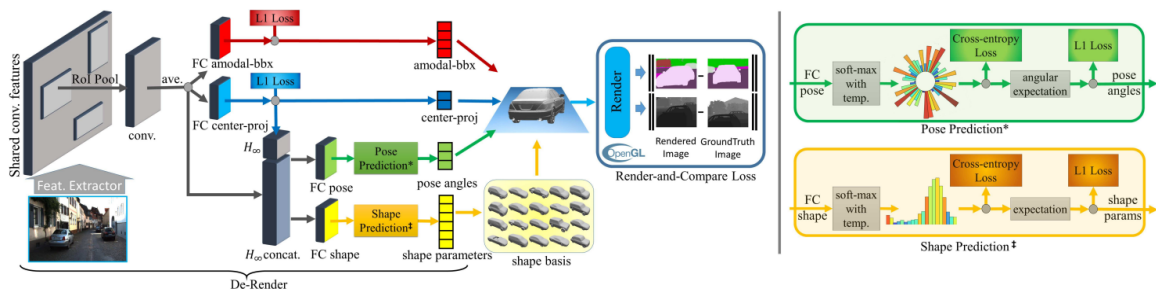 Shared conv. features
RoI Pool
conv.
ave.
Feat. Extractor
FC amodal-bbx
L1 Loss
amodal-bbx
L1 Loss
FC center-proj
center-proj
H∞
FC pose
Pose
Prediction*
pose angles
H∞ concat.
FC shape
Shape
Prediction‡
shape parameters
shape basis
De-Render
Render
OpenGL
Rendered
Image
GroundTruth
Image
Render-and-Compare Loss
FC
pose
soft-max
with
temp.
Cross-entropy
Loss
angular
expectation
L1 Loss
pose
angles
Pose Prediction*
FC
shape
soft-max
with
temp.
Cross-entropy
Loss
expectation
L1 Loss
shape
params
Shape Prediction‡